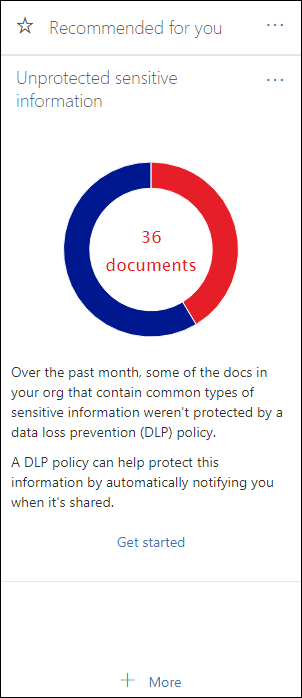 Recommended for you
Unprotected sensitive
information
36
documents
Over the past month, some of the docs in
your org that contain common types of
sensitive information weren't protected by a
data loss prevention (DLP) policy.
A DLP policy can help protect this
information by automatically notifying you
when it's shared.
Get started
More